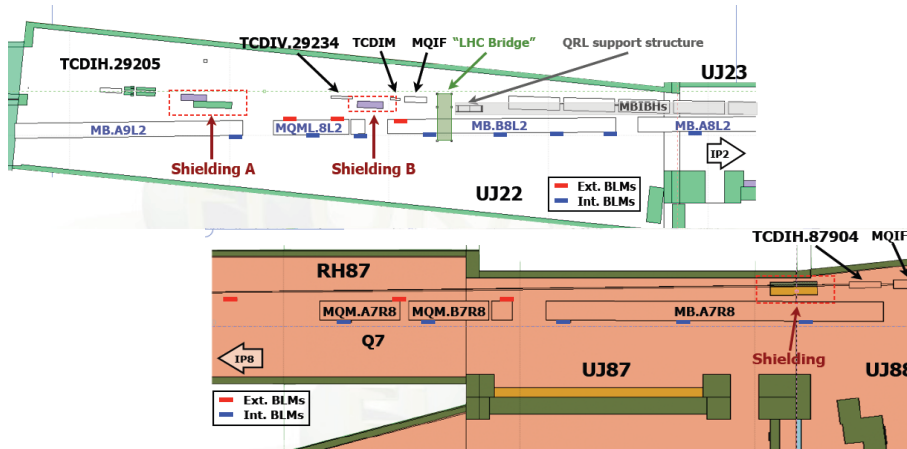 TCDIV.29234
TCDIM
MQIF
“LHC Bridge”
QRL support structure
TCDIH.29205
UJ23
MBIBHs
MB.A9L2
MQML.8L2
MB.B8L2
MB.A8L2
Shielding A
Shielding B
IP2
UJ22
Ext. BLMs
Int. BLMs
TCDIH.87904
MQIF
RH87
MQM.A7R8
MQM.B7R8
MB.A7R8
Q7
Shielding
IP8
UJ87
UJ88
Ext. BLMs
Int. BLMs